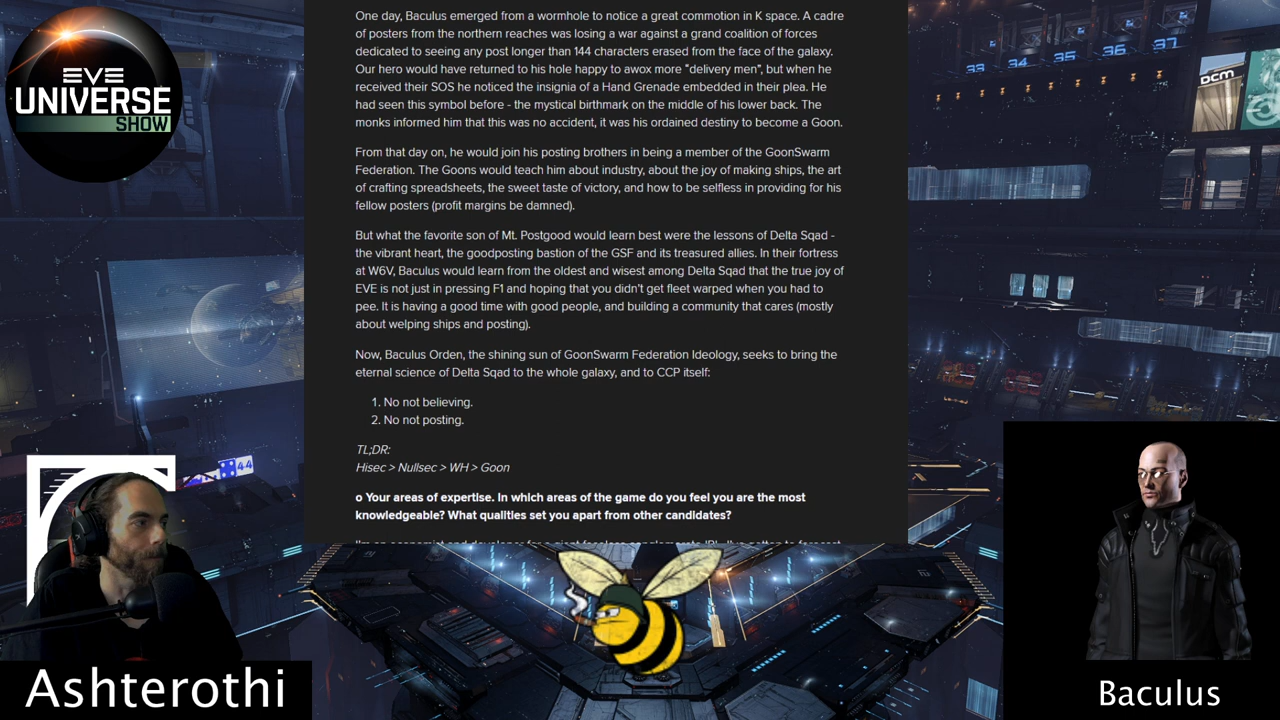 EVE
UNIVERSE
SHOW
One day, Baculus emerged from a wormhole to notice a great commotion in K space. A cadre
of posters from the northern reaches was losing a war against a grand coalition of forces
dedicated to seeing any post longer than 144 characters erased from the face of the galaxy.
Our hero would have returned to his hole happy to awox more "delivery men", but when he
received their SOS he noticed the insignia of a Hand Grenade embedded in their plea. He
had seen this symbol before - the mystical birthmark on the middle of his lower back. The
monks informed him that this was no accident, it was his ordained destiny to become a Goon.
From that day on, he would join his posting brothers in being a member of the GoonSwarm
Federation. The Goons would teach him about industry, about the joy of making ships, the art
of crafting spreadsheets, the sweet taste of victory, and how to be selfless in providing for his
fellow posters (profit margins be damned).
But what the favorite son of Mt. Postgood would learn best were the lessons of Delta Sqad -
the vibrant heart, the goodposting bastion of the GSF and its treasured allies. In their fortress
at W6V, Baculus would learn from the oldest and wisest among Delta Sqad that the true joy of
EVE is not just in pressing F1 and hoping that you didn't get fleet warped when you had to
pee. It is having a good time with good people, and building a community that cares (mostly
about welping ships and posting).
Now, Baculus Orden, the shining sun of GoonSwarm Federation Ideology, seeks to bring the
eternal science of Delta Sqad to the whole galaxy, and to CCP itself:
1. No not believing.
2. No not posting.
TL;DR:
Hisec > Nullsec > WH > Goon
o Your areas of expertise. In which areas of the game do you feel you are the most
knowledgeable? What qualities set you apart from other candidates?
33 34 35 36 37
DCM
44
Ashterothi
Baculus